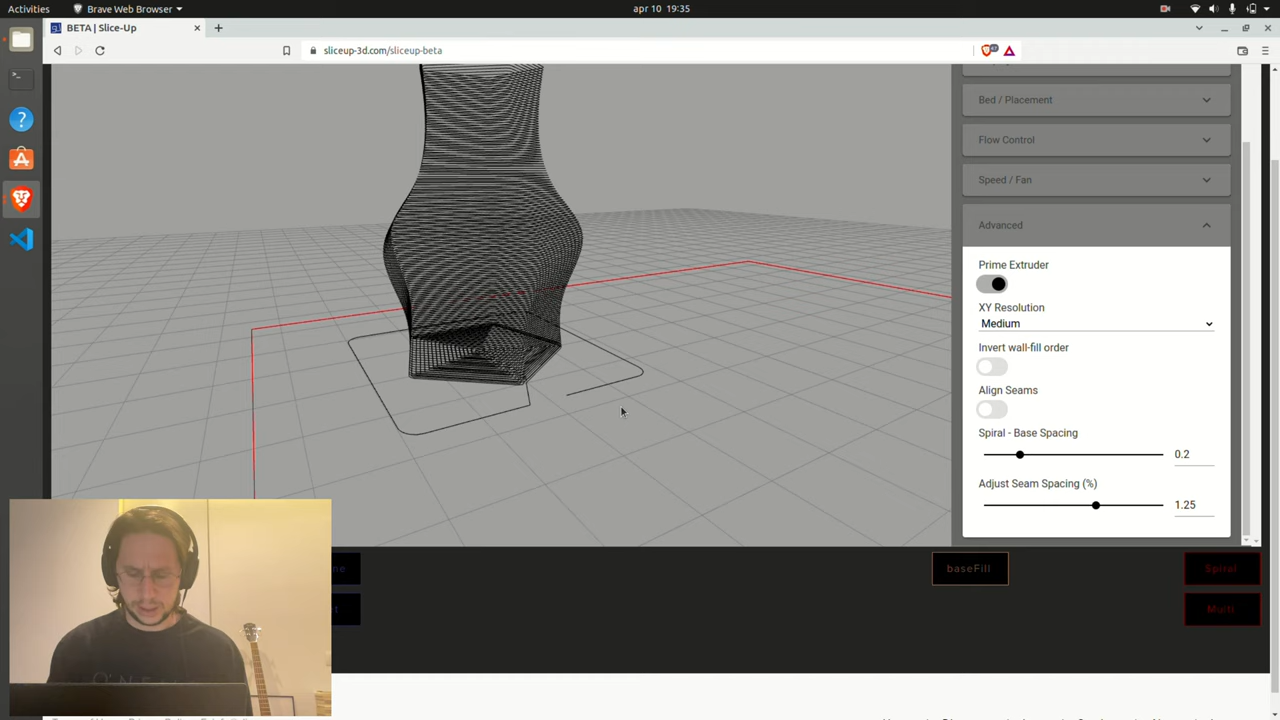 Activities
Brave Web Browser
apr 10 19:35
BETA | Slice-Up
sliceup-3d.com/sliceup-beta
Bed / Placement
Flow Control
Speed / Fan
Advanced
Prime Extruder
XY Resolution
Medium
Invert wall-fill order
Align Seams
Spiral - Base Spacing
0.2
Adjust Seam Spacing (%)
1.25
baseFill
Spiral
Multi